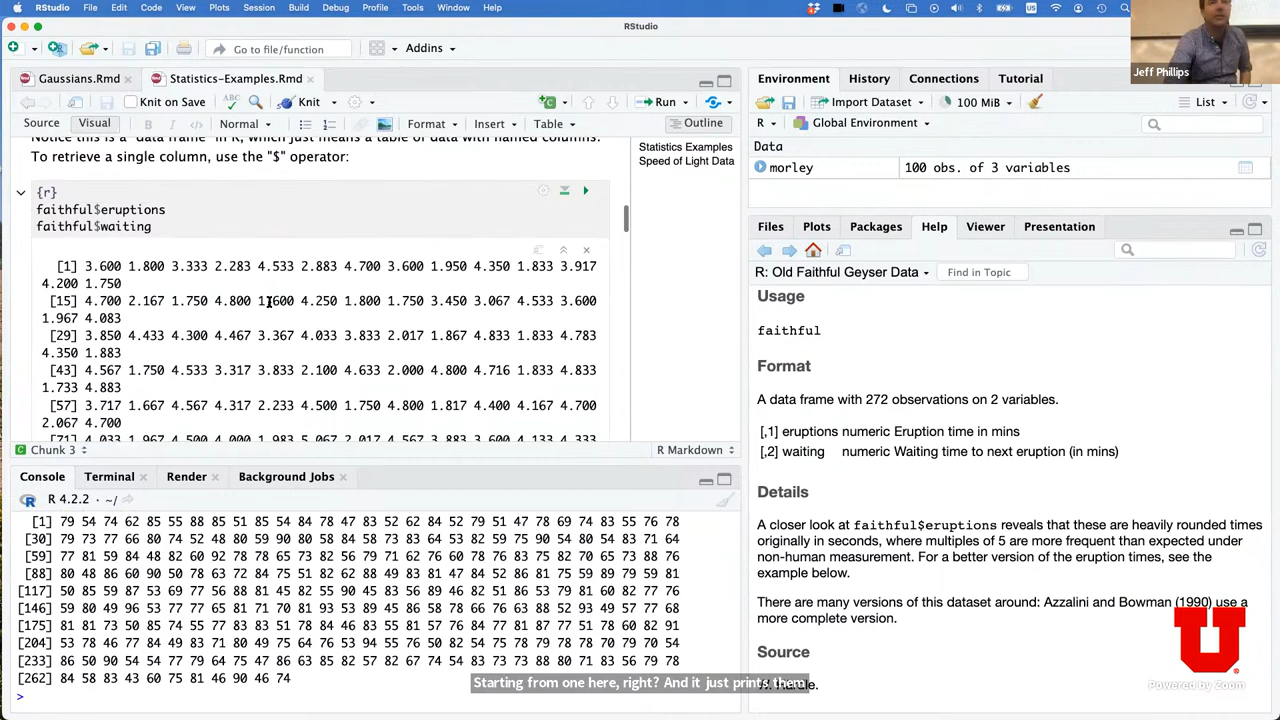 RStudio File Edit Code View Plots Session Build Debug Profile Tools Window Help
RStudio
Go to file/function Addins
Jeff Phillips
Gaussians.Rmd Statistics-Examples.Rmd
Knit on Save Knit Run
Source Visual B I Normal Format Insert Table Outline
Notice this is a "data frame" in R, which just means a table of data with named columns.
To retrieve a single column, use the "$" operator:
{r}
faithful$eruptions
faithful$waiting
[1] 3.600 1.800 3.333 2.283 4.533 2.883 4.700 3.600 1.950 4.350 1.833 3.917
4.200 1.750
[15] 4.700 2.167 1.750 4.800 1.600 4.250 1.800 1.750 3.450 3.067 4.533 3.600
1.967 4.083
[29] 3.850 4.433 4.300 4.467 3.367 4.033 3.833 2.017 1.867 4.833 1.833 4.783
4.350 1.883
[43] 4.567 1.750 4.533 3.317 3.833 2.100 4.633 2.000 4.800 4.716 1.833 4.833
1.733 4.883
[57] 3.717 1.667 4.567 4.317 2.233 4.500 1.750 4.800 1.817 4.400 4.167 4.700
2.067 4.700
[71] 4.033 1.967 4.500 4.000 1.983 5.067 2.017 4.567 3.883 3.600 4.133 4.333
Statistics Examples
Speed of Light Data
Chunk 3 R Markdown
Console Terminal Render Background Jobs
R 4.2.2 · ~/
[1] 79 54 74 62 85 55 88 85 51 85 54 84 78 47 83 52 62 84 52 79 51 47 78 69 74 83 55 76 78
[30] 79 73 77 66 80 74 52 48 80 59 90 80 58 84 58 73 83 64 53 82 59 75 90 54 80 54 83 71 64
[59] 77 81 59 84 48 82 60 92 78 78 65 73 82 56 79 71 62 76 60 78 76 83 75 82 70 65 73 88 76
[88] 80 48 86 60 90 50 78 63 72 84 75 51 82 62 88 49 83 81 47 84 52 86 81 75 59 89 79 59 81
[117] 50 85 59 87 53 69 77 56 88 81 45 82 55 90 45 83 56 89 46 82 51 86 53 79 81 60 82 77 76
[146] 59 80 49 96 53 77 77 65 81 71 70 81 93 53 89 45 86 58 78 66 76 63 88 52 93 49 57 77 68
[175] 81 81 73 50 85 74 55 77 83 83 51 78 84 46 83 55 81 57 76 84 77 81 87 77 51 78 60 82 91
[204] 53 78 46 77 84 49 83 71 80 49 75 64 76 53 94 55 76 50 82 54 75 78 79 78 78 70 79 70 54
[233] 86 50 90 54 54 77 79 64 75 47 86 63 85 82 57 82 67 74 54 83 73 73 88 80 71 83 56 79 78
[262] 84 58 83 43 60 75 81 46 90 46 74
>
Environment History Connections Tutorial
Import Dataset 100 MiB List
R Global Environment
Data
morley 100 obs. of 3 variables
Files Plots Packages Help Viewer Presentation
R: Old Faithful Geyser Data Find in Topic
Usage
faithful
Format
A data frame with 272 observations on 2 variables.
[,1] eruptions numeric Eruption time in mins
[,2] waiting numeric Waiting time to next eruption (in mins)
Details
A closer look at faithful$eruptions reveals that these are heavily rounded times
originally in seconds, where multiples of 5 are more frequent than expected under
non-human measurement. For a better version of the eruption times, see the
example below.
There are many versions of this dataset around: Azzalini and Bowman (1990) use a
more complete version.
Source
Starting from one here, right? And it just prints them
Powered by Zoom